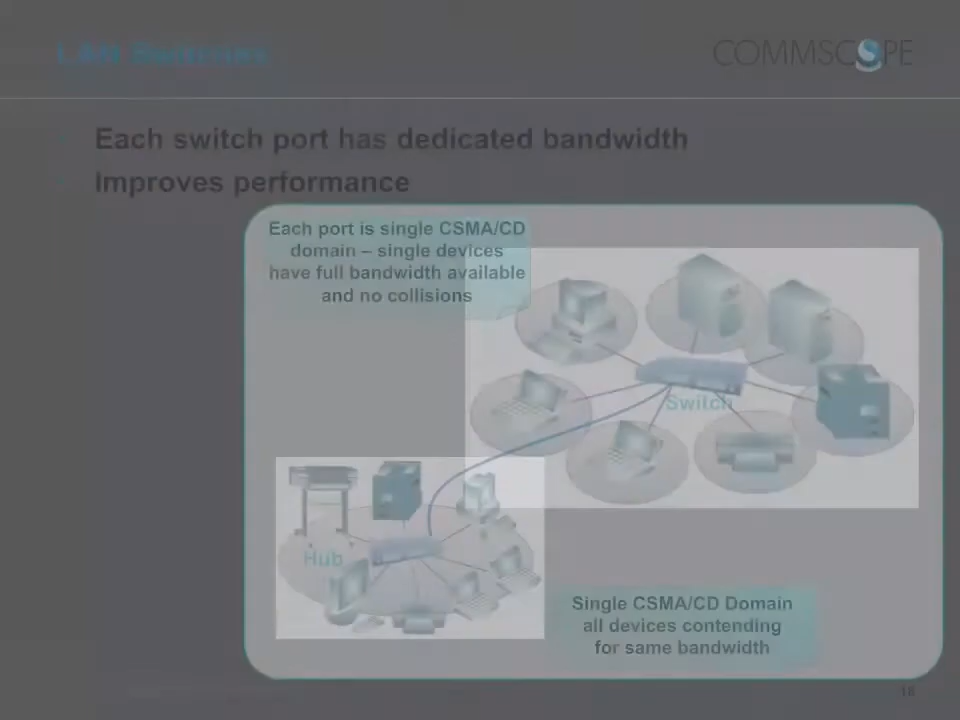 LAN Switches
COMMSCOPE
Each switch port has dedicated bandwidth
Improves performance
Each port is single CSMA/CD
domain – single devices
have full bandwidth available
and no collisions
Switch
Hub
Single CSMA/CD Domain
all devices contending
for same bandwidth
18